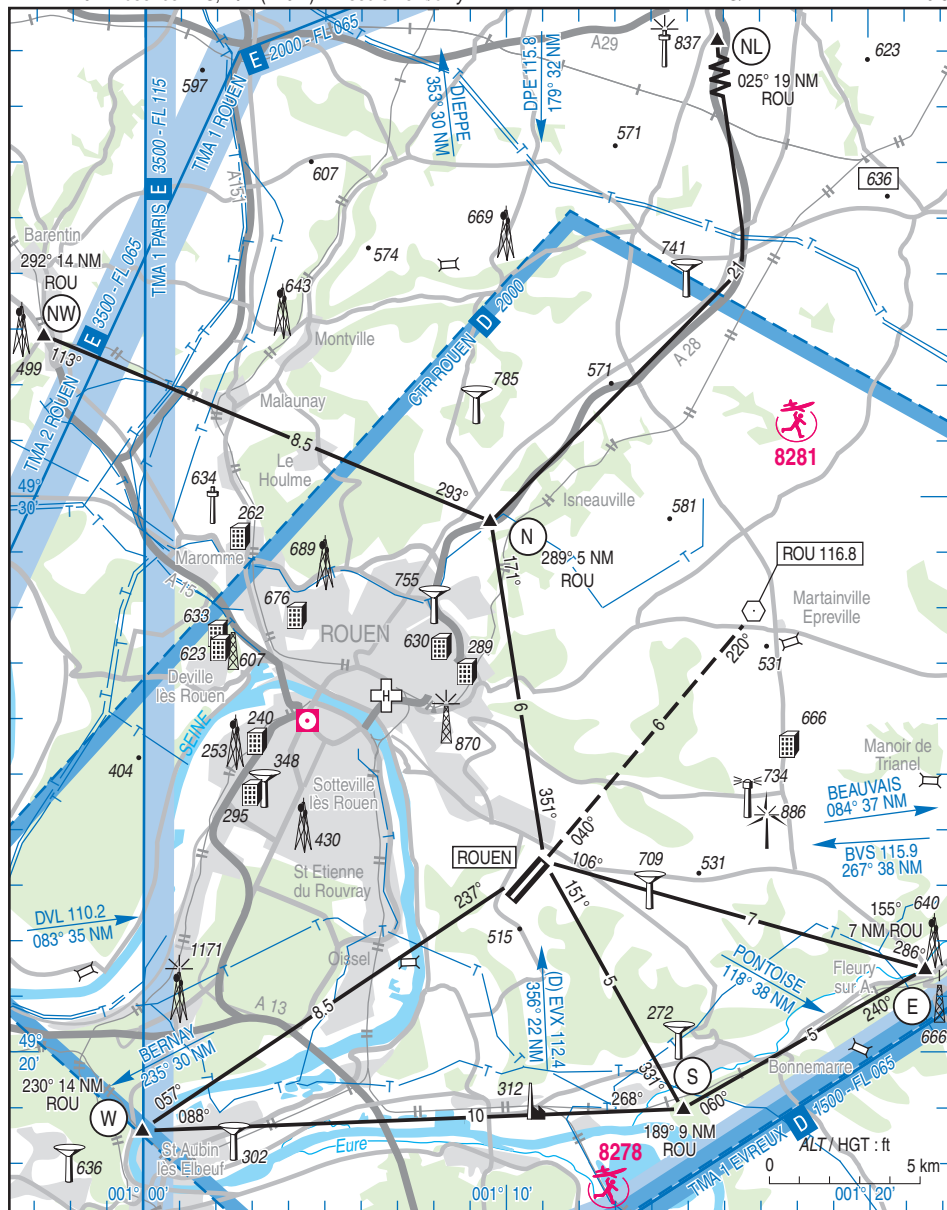 A29
837
NL
623
E 2000 - FL 065
025° 19 NM
ROU
597
DIEPPE
353° 30 NM
DPE 115.8
179° 32 NM
571
TMA 1 ROUEN
TMA 1 PARIS E 3500 - FL 115
607
A 151
636
Barentin
292° 14 NM
ROU
669
574
741
21
NW
643
E 3500 - FL 065
Montville
CTR ROUEN D 2000
A 28
499
113°
785
571
TMA 2 ROUEN
Malaunay
8281
8.5
Le
Houlme
49°
30'
293°
Isneauville
634
262
581
N
289° 5 NM
ROU
Maromme
689
171°
ROU 116.8
A 15
755
676
Martainville
Epreville
633
ROUEN
630
220°
623
607
289
531
Deville
lès Rouen
SEINE
6
6
240
870
666
253
Manoir de
Trianel
404
348
734
Sotteville
lès Rouen
BEAUVAIS
084° 37 NM
295
351°
886
430
040°
BVS 115.9
267° 38 NM
ROUEN
St Etienne
du Rouvray
106°
709
531
237°
151°
7
155°
7 NM ROU
640
DVL 110.2
083° 35 NM
515
286°
1171
Oissel
Fleury
sur A.
PONTOISE
118° 38 NM
5
(D) EVX 112.4
356° 22 NM
240°
E
A 13
8.5
272
5
666
49°
20'
BERNAY
235° 30 NM
Bonnemarre
230° 14 NM
ROU
S
331°
057°
312
W
088°
10
268°
060°
TMA 1 EVREUX D 1500 - FL 065
189° 9 NM
ROU
St Aubin
lès Elbeuf
302
Eure
8278
ALT / HGT : ft
636
0
5 km
001° 00'
001° 10'
001° 20'